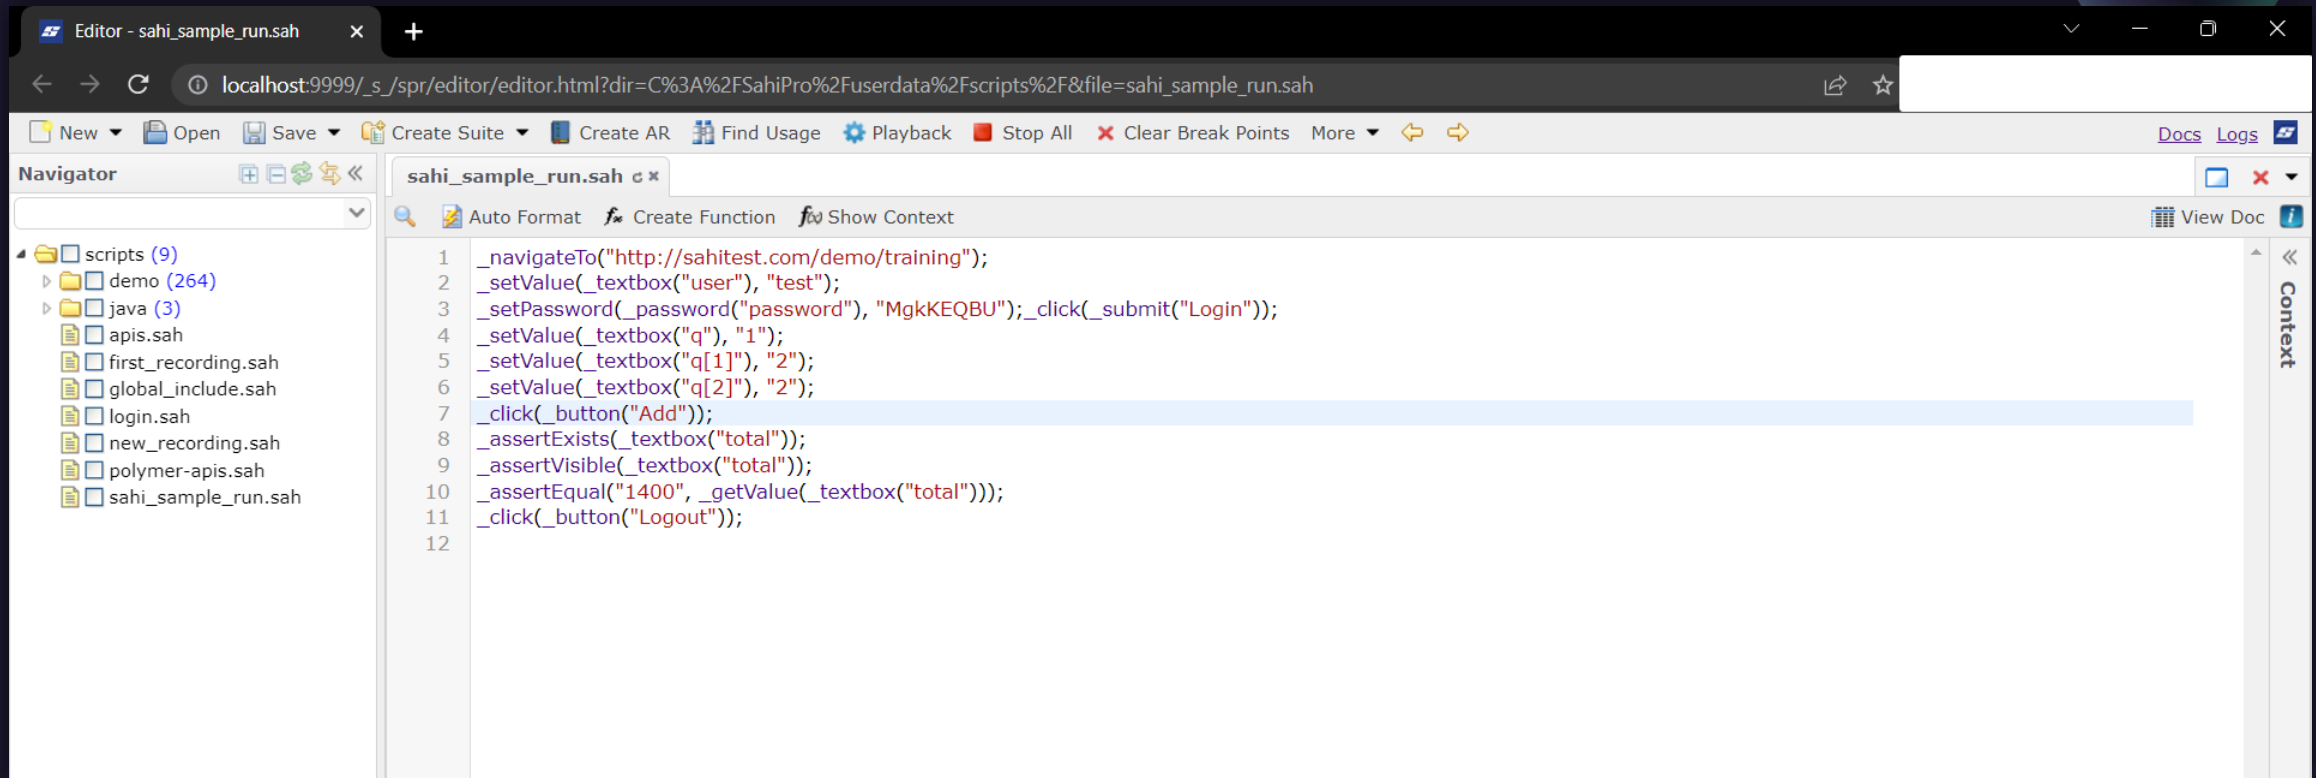 Editor - sahi_sample_run.sah
localhost:9999/_s_/spr/editor/editor.html?dir=C%3A%2FSahiPro%2Fuserdata%2Fscripts%2F&file=sahi_sample_run.sah
New Open Save Create Suite Create AR Find Usage Playback Stop All Clear Break Points More Docs Logs
Navigator
sahi_sample_run.sah
Auto Format Create Function Show Context View Doc
scripts (9)
demo (264)
java (3)
apis.sah
first_recording.sah
global_include.sah
login.sah
new_recording.sah
polymer-apis.sah
sahi_sample_run.sah
1 _navigateTo("http://sahitest.com/demo/training");
2 _setValue(_textbox("user"), "test");
3 _setPassword(_password("password"), "MgkKEQBU");_click(_submit("Login"));
4 _setValue(_textbox("q"), "1");
5 _setValue(_textbox("q[1]"), "2");
6 _setValue(_textbox("q[2]"), "2");
7 _click(_button("Add"));
8 _assertExists(_textbox("total"));
9 _assertVisible(_textbox("total"));
10 _assertEqual("1400", _getValue(_textbox("total")));
11 _click(_button("Logout"));
12
Context